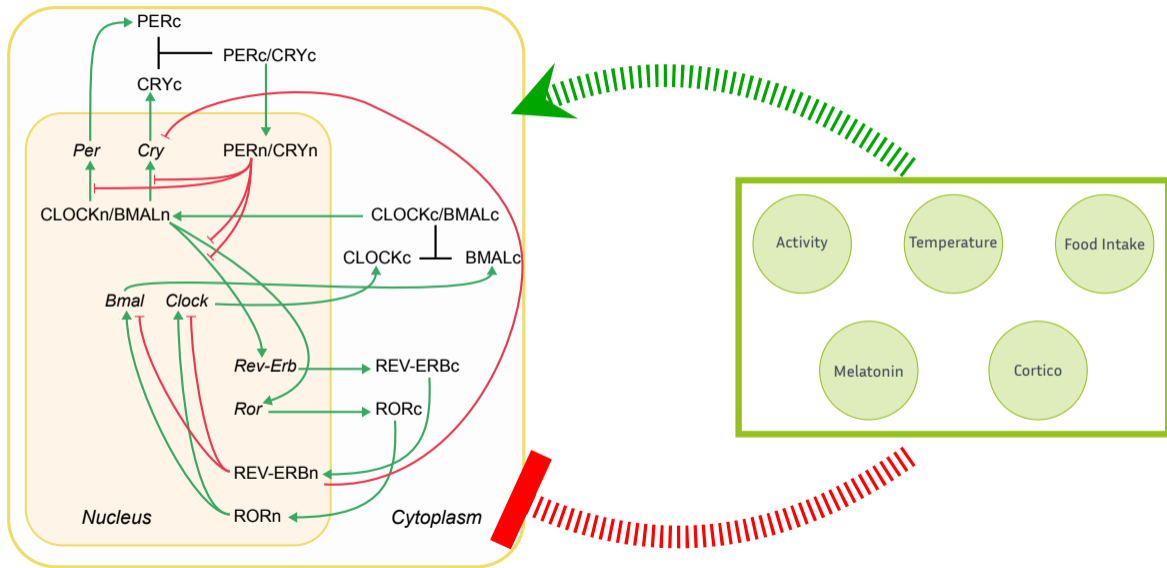 PERc
PERc/CRYc
CRYc
Per
Cry
PERn/CRYn
CLOCKn/BMALn
CLOCKc/BMALc
CLOCKc
BMALc
Bmal
Clock
Rev-Erb
REV-ERBc
Ror
RORc
REV-ERBn
RORn
Nucleus
Cytoplasm
Activity
Temperature
Food Intake
Melatonin
Cortico